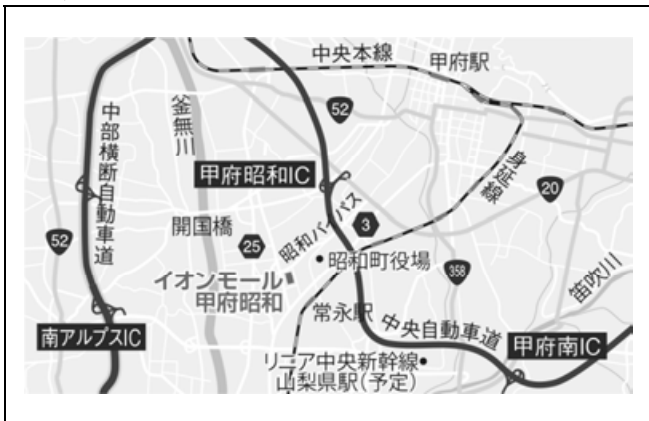 中央本線
甲府駅
52
中部横断自動車道
釜無川
甲府昭和IC
身延線
20
開国橋
昭和バイパス
3
52
25
昭和町役場
358
イオンモール
甲府昭和
笛吹川
常永駅
中央自動車道
南アルプスIC
甲府南IC
リニア中央新幹線
山梨県駅(予定)